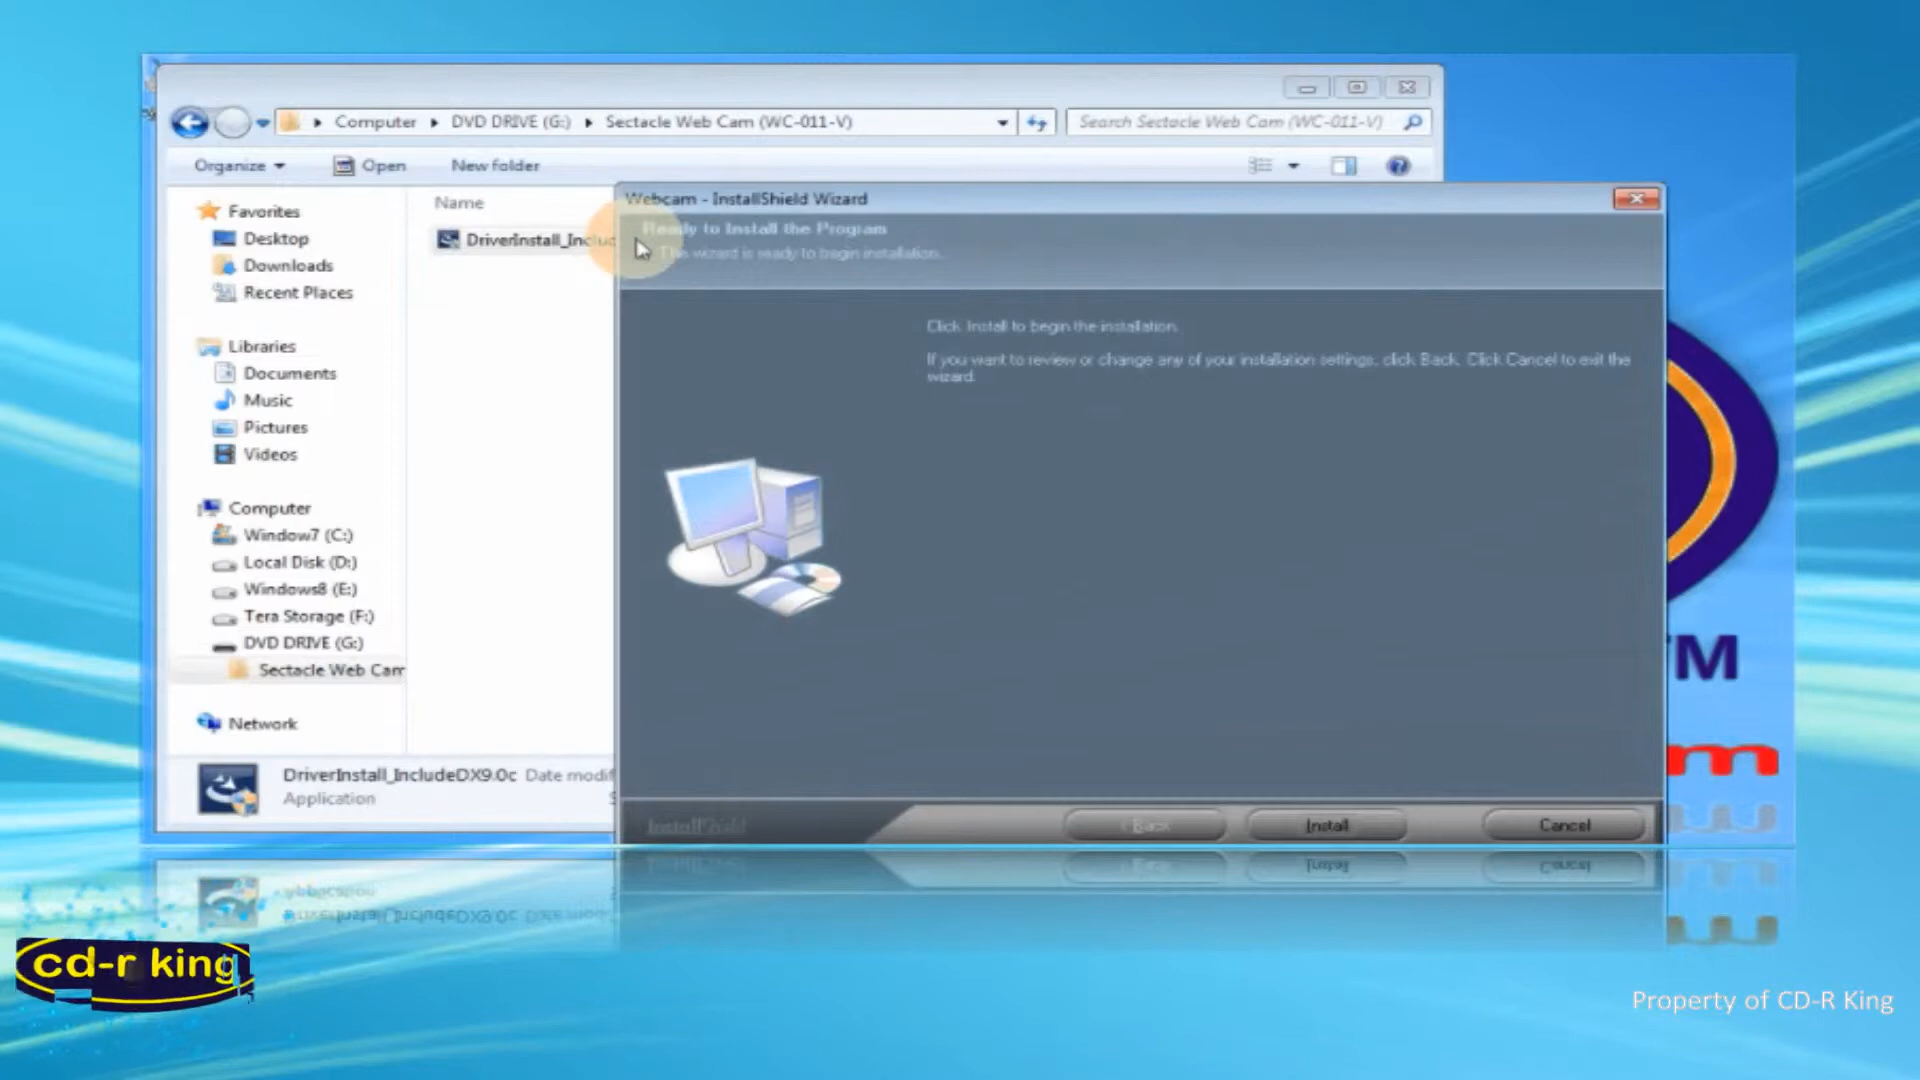 Computer DVD DRIVE (G:) Sectacle Web Cam (WC-011-V)
Search Sectacle Web Cam (WC-011-V)
Organize
Open
New folder
Favorites
Desktop
Downloads
Recent Places
Libraries
Documents
Music
Pictures
Videos
Computer
Window7 (C:)
Local Disk (D:)
Windows8 (E:)
Tera Storage (F:)
DVD DRIVE (G:)
Sectacle Web Cam
Network
Name
DriverInstall_Includ
DriverInstall_IncludeDX9.0c Date modif
Application
Webcam - InstallShield Wizard
Ready to Install the Program
The wizard is ready to begin installation.
Click Install to begin the installation.
If you want to review or change any of your installation settings, click Back. Click Cancel to exit the
wizard.
InstallShield
< Back
Install
Cancel
TM
m
cd-r king
Property of CD-R King